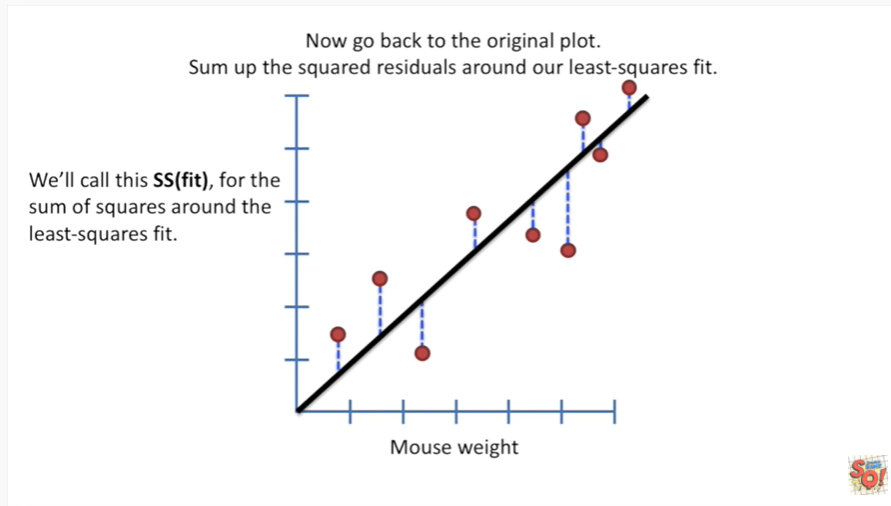 Now go back to the original plot.
Sum up the squared residuals around our least-squares fit.
We’ll call this SS(fit), for the
sum of squares around the
least-squares fit.
Mouse weight